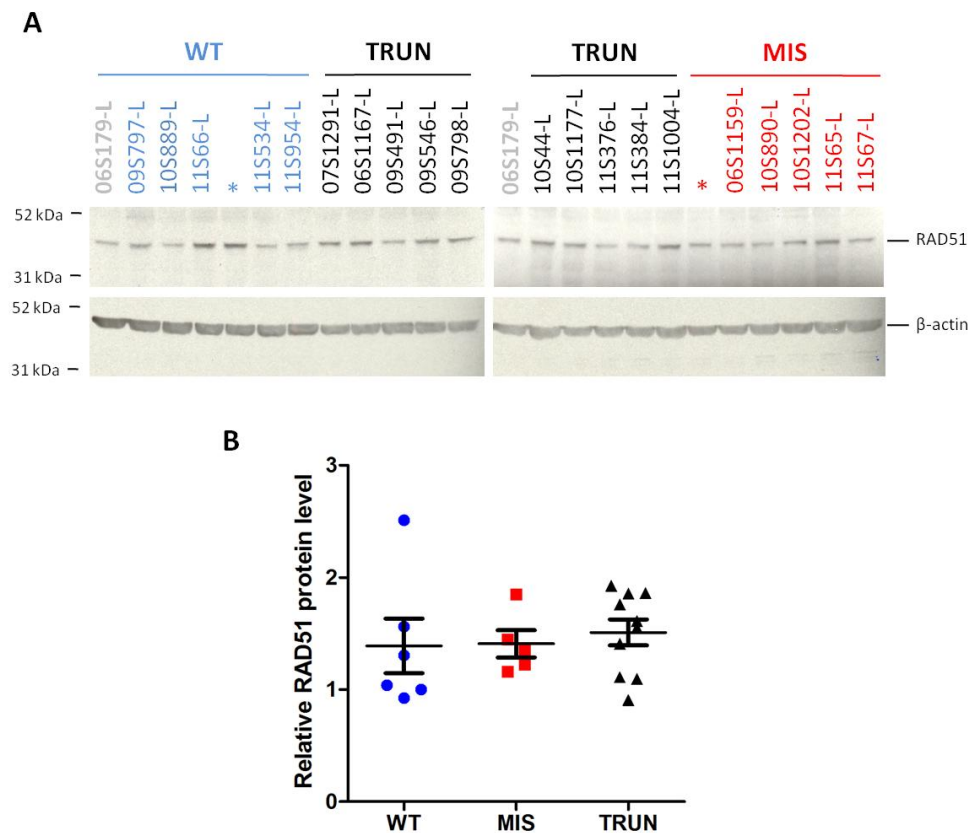 A
WT TRUN TRUN MIS
06S179-L 09S797-L 10S889-L 11S66-L * 11S534-L 11S954-L 07S1291-L 06S1167-L 09S491-L 09S546-L 09S798-L 06S179-L 10S44-L 10S1177-L 11S376-L 11S384-L 11S1004-L * 06S1159-L 10S890-L 10S1202-L 11S65-L 11S67-L
52 kDa
RAD51
31 kDa
52 kDa
β-actin
31 kDa
B
Relative RAD51 protein level
3
2
1
0
WT MIS TRUN